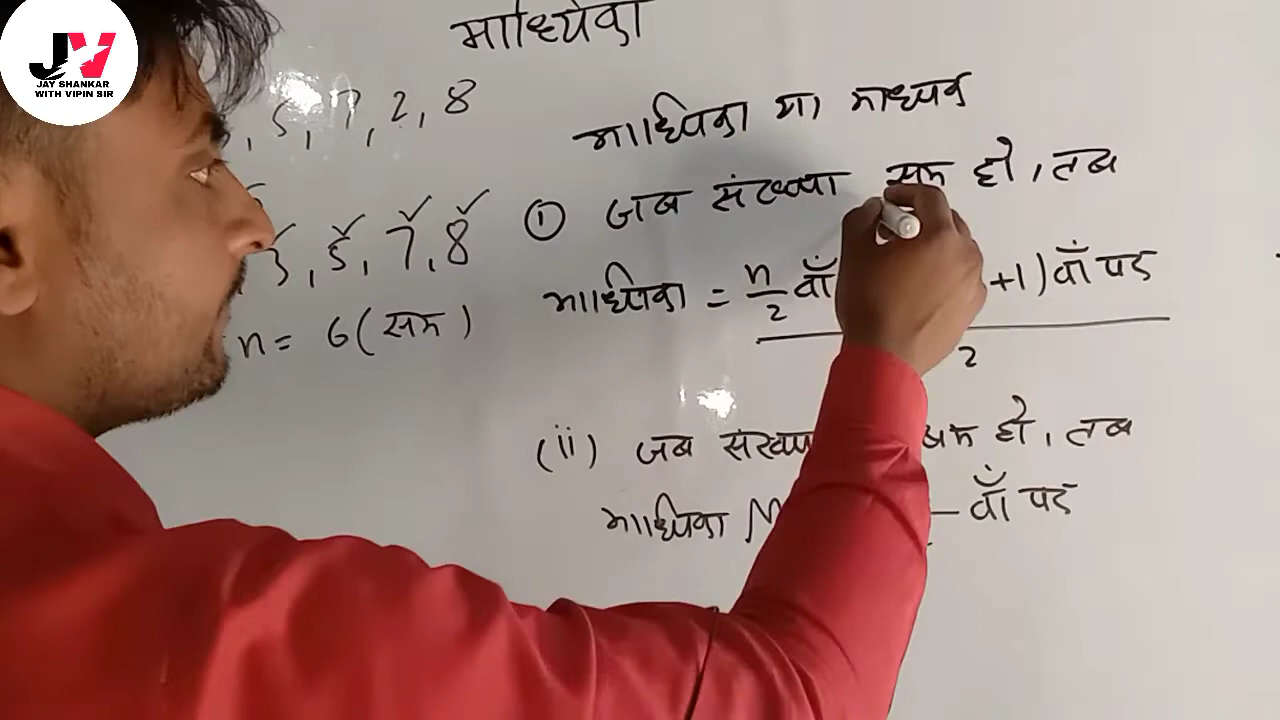 JV
JAY SHANKAR
WITH VIPIN SIR
माध्यिका
, 5, 7, 2, 8
3, 5, 7, 8
n = 6 (सम)
माध्यिका या माध्यक
① जब संख्या सम हो, तब
माध्यिका = n/2 वाँ +1) वाँ पद
2
(ii) जब संख्या हो, तब
माध्यिका M वाँ पद